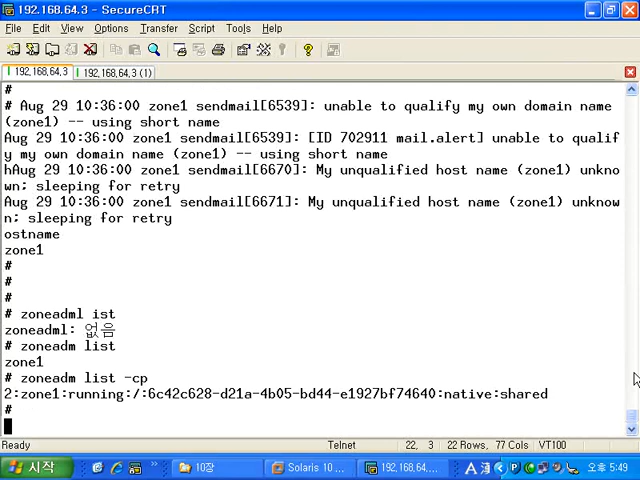 192.168.64.3 - SecureCRT
File Edit View Options Transfer Script Tools Help
192.168.64.3 192.168.64.3 (1)
#
# Aug 29 10:36:00 zone1 sendmail[6539]: unable to qualify my own domain name
(zone1) -- using short name
Aug 29 10:36:00 zone1 sendmail[6539]: [ID 702911 mail.alert] unable to qualif
y my own domain name (zone1) -- using short name
hAug 29 10:36:00 zone1 sendmail[6670]: My unqualified host name (zone1) unkno
wn; sleeping for retry
Aug 29 10:36:00 zone1 sendmail[6671]: My unqualified host name (zone1) unknow
n; sleeping for retry
ostname
zone1
#
#
#
# zoneadml ist
zoneadml: 없음
# zoneadm list
zone1
# zoneadm list -cp
2:zone1:running:/:6c42c628-d21a-4b05-bd44-e1927bf74640:native:shared
#
Ready Telnet 22, 3 22 Rows, 77 Cols VT100
시작 10장 Solaris 10 ... 192.168.64.... A 漢 오후 5:49